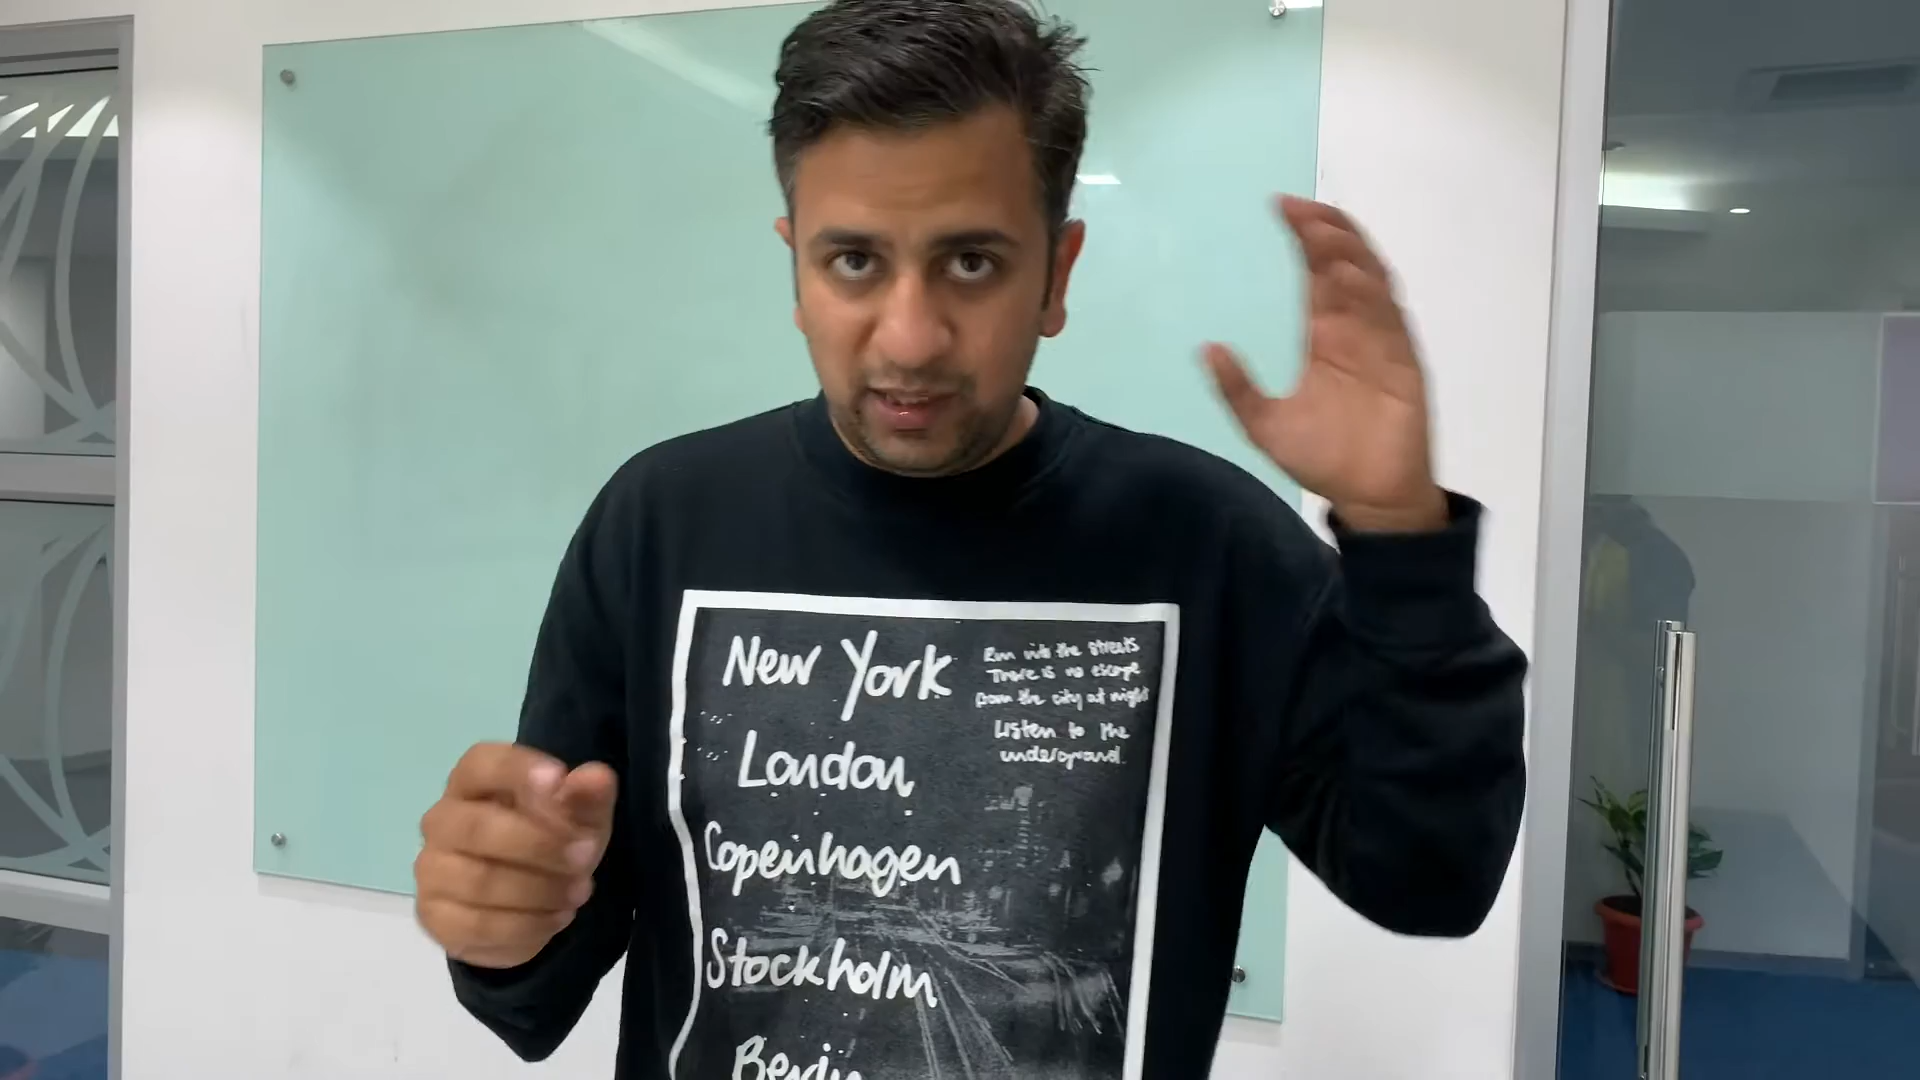 New York
London
Copenhagen
Stockholm
Berlin
Run into the streets
There is no escape
from the city at night
Listen to the
underground.